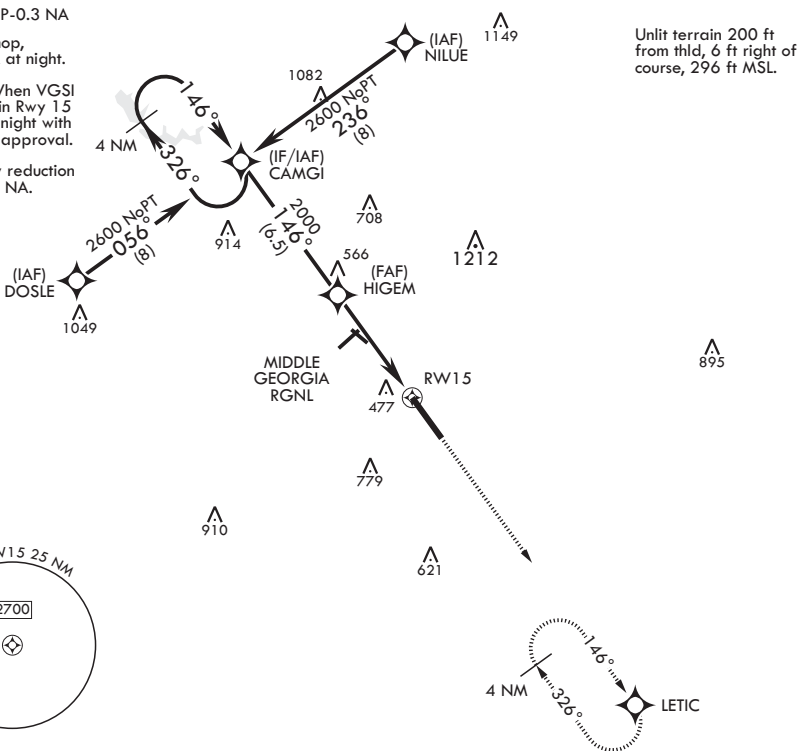 P-0.3 NA
at night.
When VGSI
in Rwy 15
night with
approval.
reduction
NA.
Unlit terrain 200 ft
from thld, 6 ft right of
course, 296 ft MSL.
(IAF)
NILUE
1149
1082
2600 NoPT
236°
(8)
146°
4 NM
326°
(IF/IAF)
CAMGI
2600 NoPT
056°
(8)
914
2000
146°
(6.5)
708
1212
(IAF)
DOSLE
1049
566
(FAF)
HIGEM
895
MIDDLE
GEORGIA
RGNL
RW15
477
779
910
621
W15 25 NM
2700
146°
4 NM
326°
LETIC